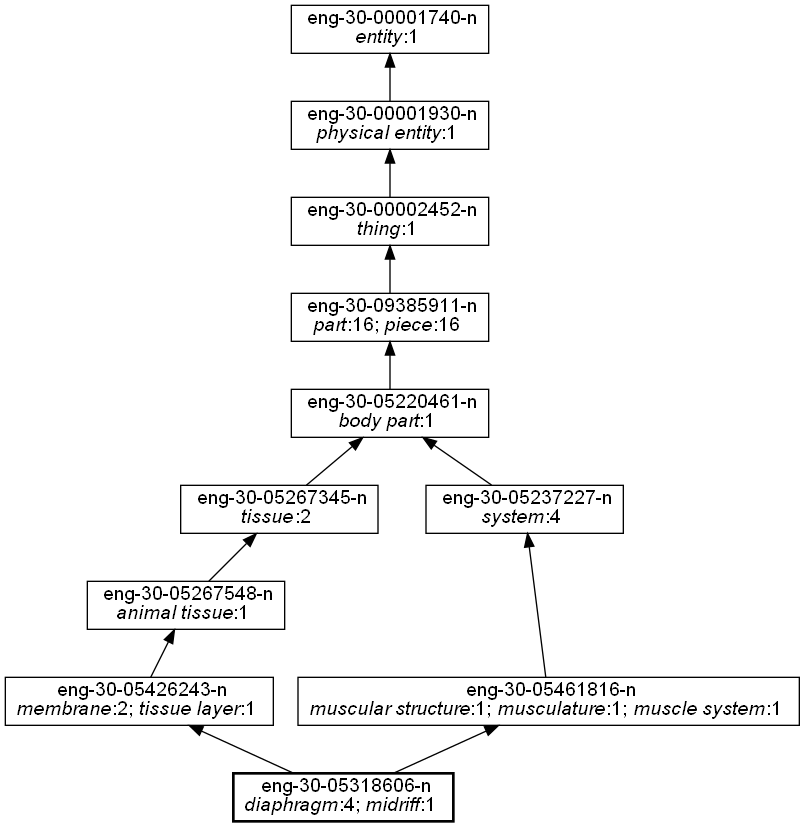 eng-30-00001740-n
entity:1
eng-30-00001930-n
physical entity:1
eng-30-00002452-n
thing:1
eng-30-09385911-n
part:16; piece:16
eng-30-05220461-n
body part:1
eng-30-05267345-n
tissue:2
eng-30-05237227-n
system:4
eng-30-05267548-n
animal tissue:1
eng-30-05426243-n
membrane:2; tissue layer:1
eng-30-05461816-n
muscular structure:1; musculature:1; muscle system:1
eng-30-05318606-n
diaphragm:4; midriff:1